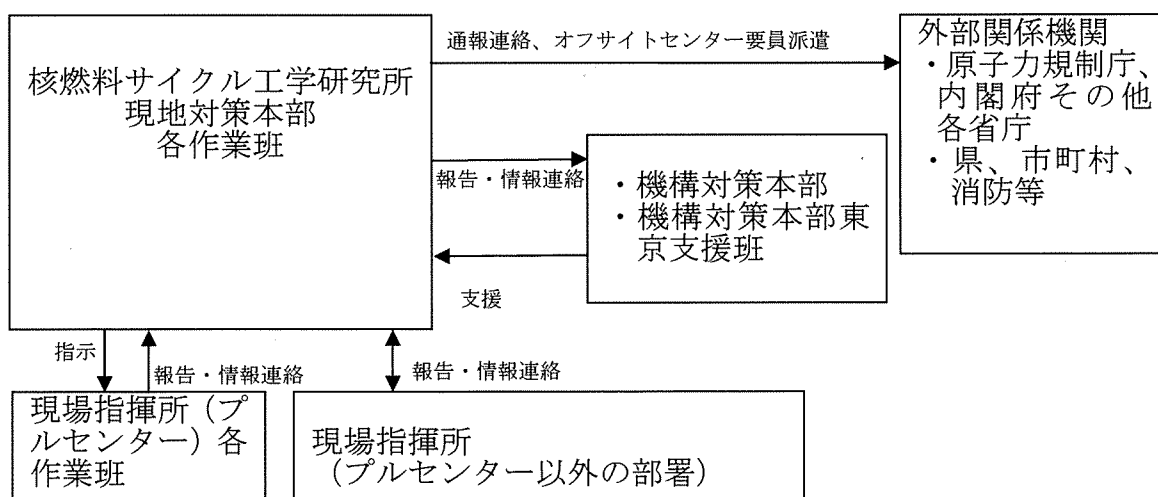 通報連絡、オフサイトセンター要員派遣
核燃料サイクル工学研究所
現地対策本部
各作業班
外部関係機関
・原子力規制庁、
内閣府その他
各省庁
・県、市町村、
消防等
報告・情報連絡
・機構対策本部
・機構対策本部東
京支援班
支援
指示
報告・情報連絡
報告・情報連絡
現場指揮所（プ
ルセンター）各
作業班
現場指揮所
（プルセンター以外の部署）